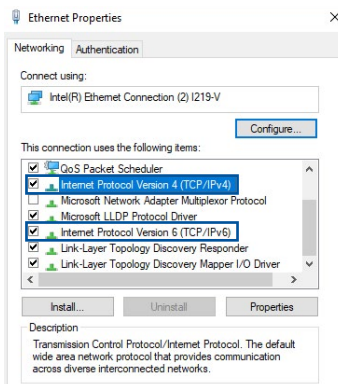 Ethernet Properties
Networking Authentication
Connect using:
Intel(R) Ethernet Connection (2) I219-V
Configure...
This connection uses the following items:
QoS Packet Scheduler
Internet Protocol Version 4 (TCP/IPv4)
Microsoft Network Adapter Multiplexor Protocol
Microsoft LLDP Protocol Driver
Internet Protocol Version 6 (TCP/IPv6)
Link-Layer Topology Discovery Responder
Link-Layer Topology Discovery Mapper I/O Driver
Install... Uninstall Properties
Description
Transmission Control Protocol/Internet Protocol. The default
wide area network protocol that provides communication
across diverse interconnected networks.